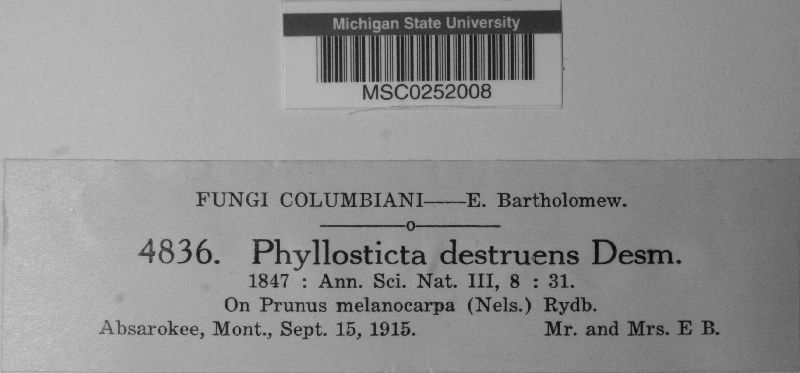 Michigan State University
MSC0252008
FUNGI COLUMBIANI——E. Bartholomew.
4836. Phyllosticta destruens Desm.
1847 : Ann. Sci. Nat. III, 8 : 31.
On Prunus melanocarpa (Nels.) Rydb.
Absarokee, Mont., Sept. 15, 1915. Mr. and Mrs. E B.